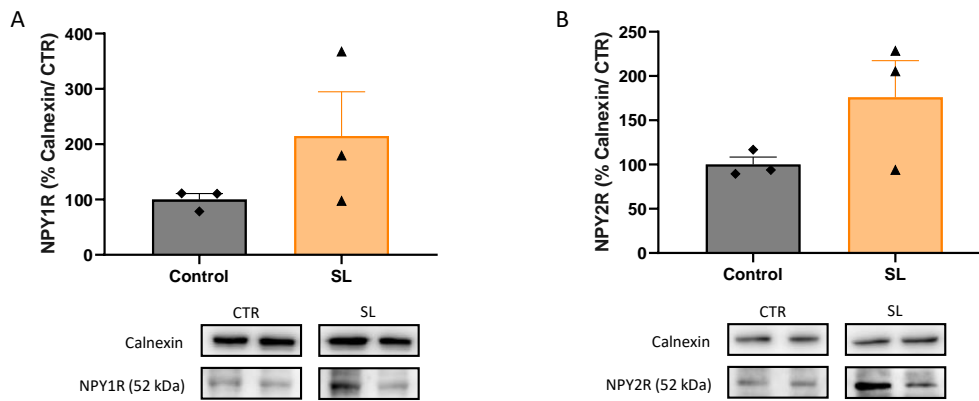 A
NPY1R (% Calnexin/ CTR)
400
300
200
100
0
Control SL
CTR SL
Calnexin
NPY1R (52 kDa)
B
NPY2R (% Calnexin/ CTR)
250
200
150
100
50
0
Control SL
CTR SL
Calnexin
NPY2R (52 kDa)